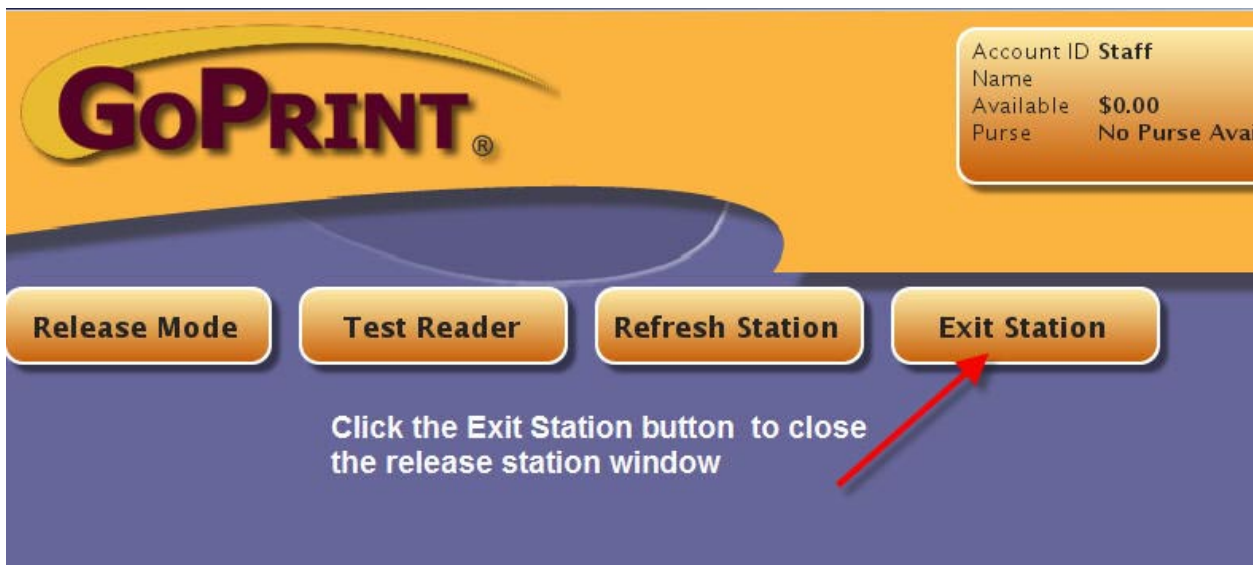 GOPRINT®
Account ID Staff
Name
Available $0.00
Purse No Purse
Release Mode
Test Reader
Refresh Station
Exit Station
Click the Exit Station button to close
the release station window